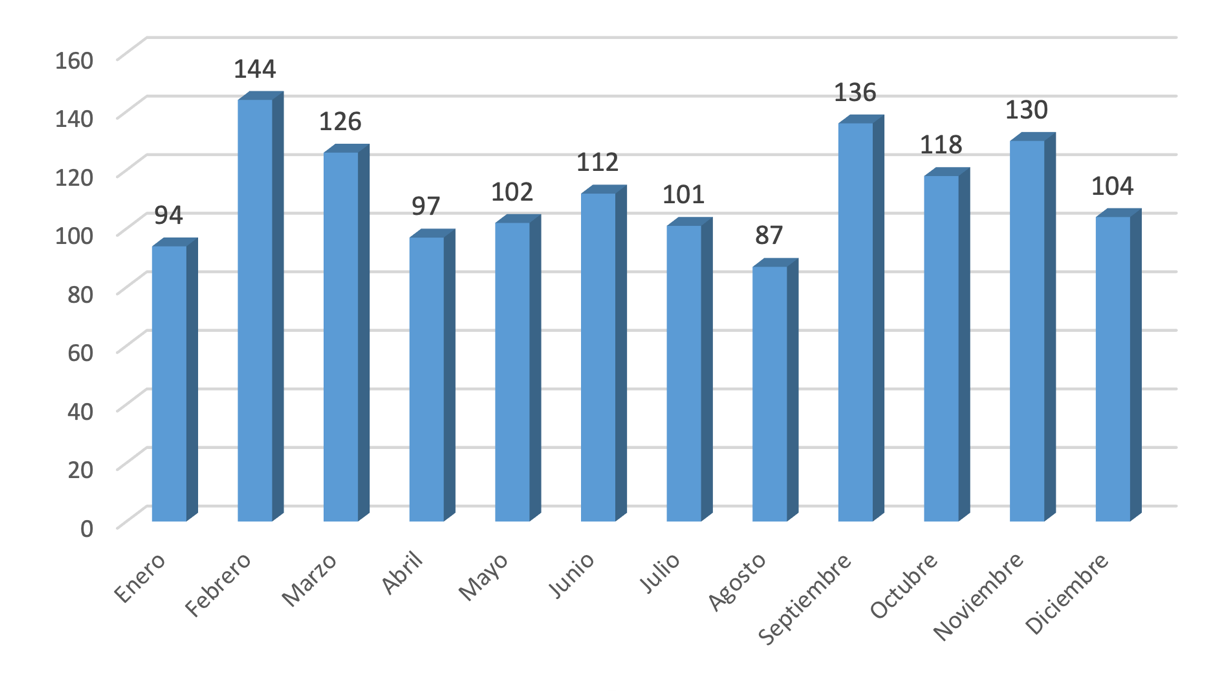 160
140
120
100
80
60
40
20
0
94
144
126
97
102
112
101
87
136
118
130
104
Enero
Febrero
Marzo
Abril
Mayo
Junio
Julio
Agosto
Septiembre
Octubre
Noviembre
Diciembre